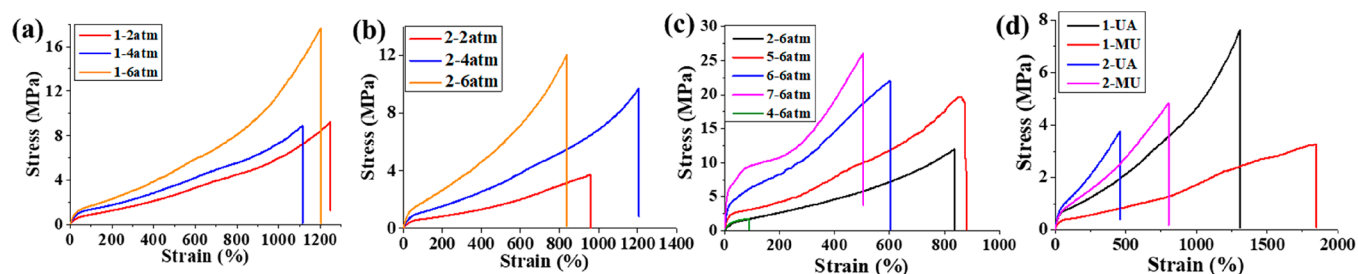 (a)
1-2atm
1-4atm
1-6atm
Stress (MPa)
16
12
8
4
0
0 200 400 600 800 1000 1200
Strain (%)
(b)
2-2atm
2-4atm
2-6atm
Stress (MPa)
12
8
4
0
0 200 400 600 800 1000 1200 1400
Strain (%)
(c)
2-6atm
5-6atm
6-6atm
7-6atm
4-6atm
Stress (MPa)
30
25
20
15
10
5
0
0 200 400 600 800 1000
Strain (%)
(d)
1-UA
1-MU
2-UA
2-MU
Stress (MPa)
8
6
4
2
0
0 500 1000 1500 2000
Strain (%)